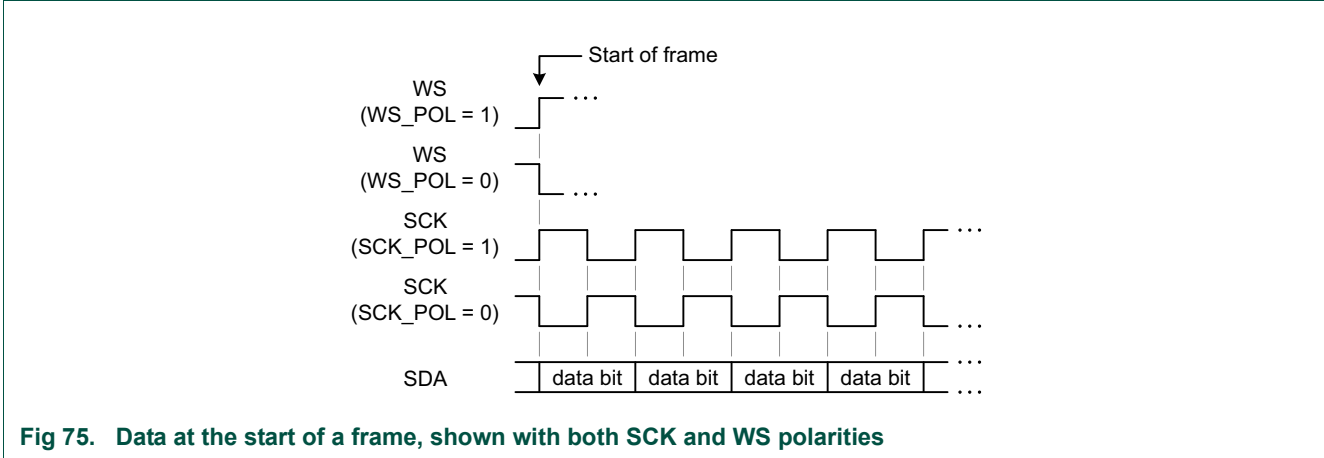 Start of frame
WS
(WS_POL = 1)
WS
(WS_POL = 0)
SCK
(SCK_POL = 1)
SCK
(SCK_POL = 0)
SDA
data bit data bit data bit data bit
Fig 75. Data at the start of a frame, shown with both SCK and WS polarities